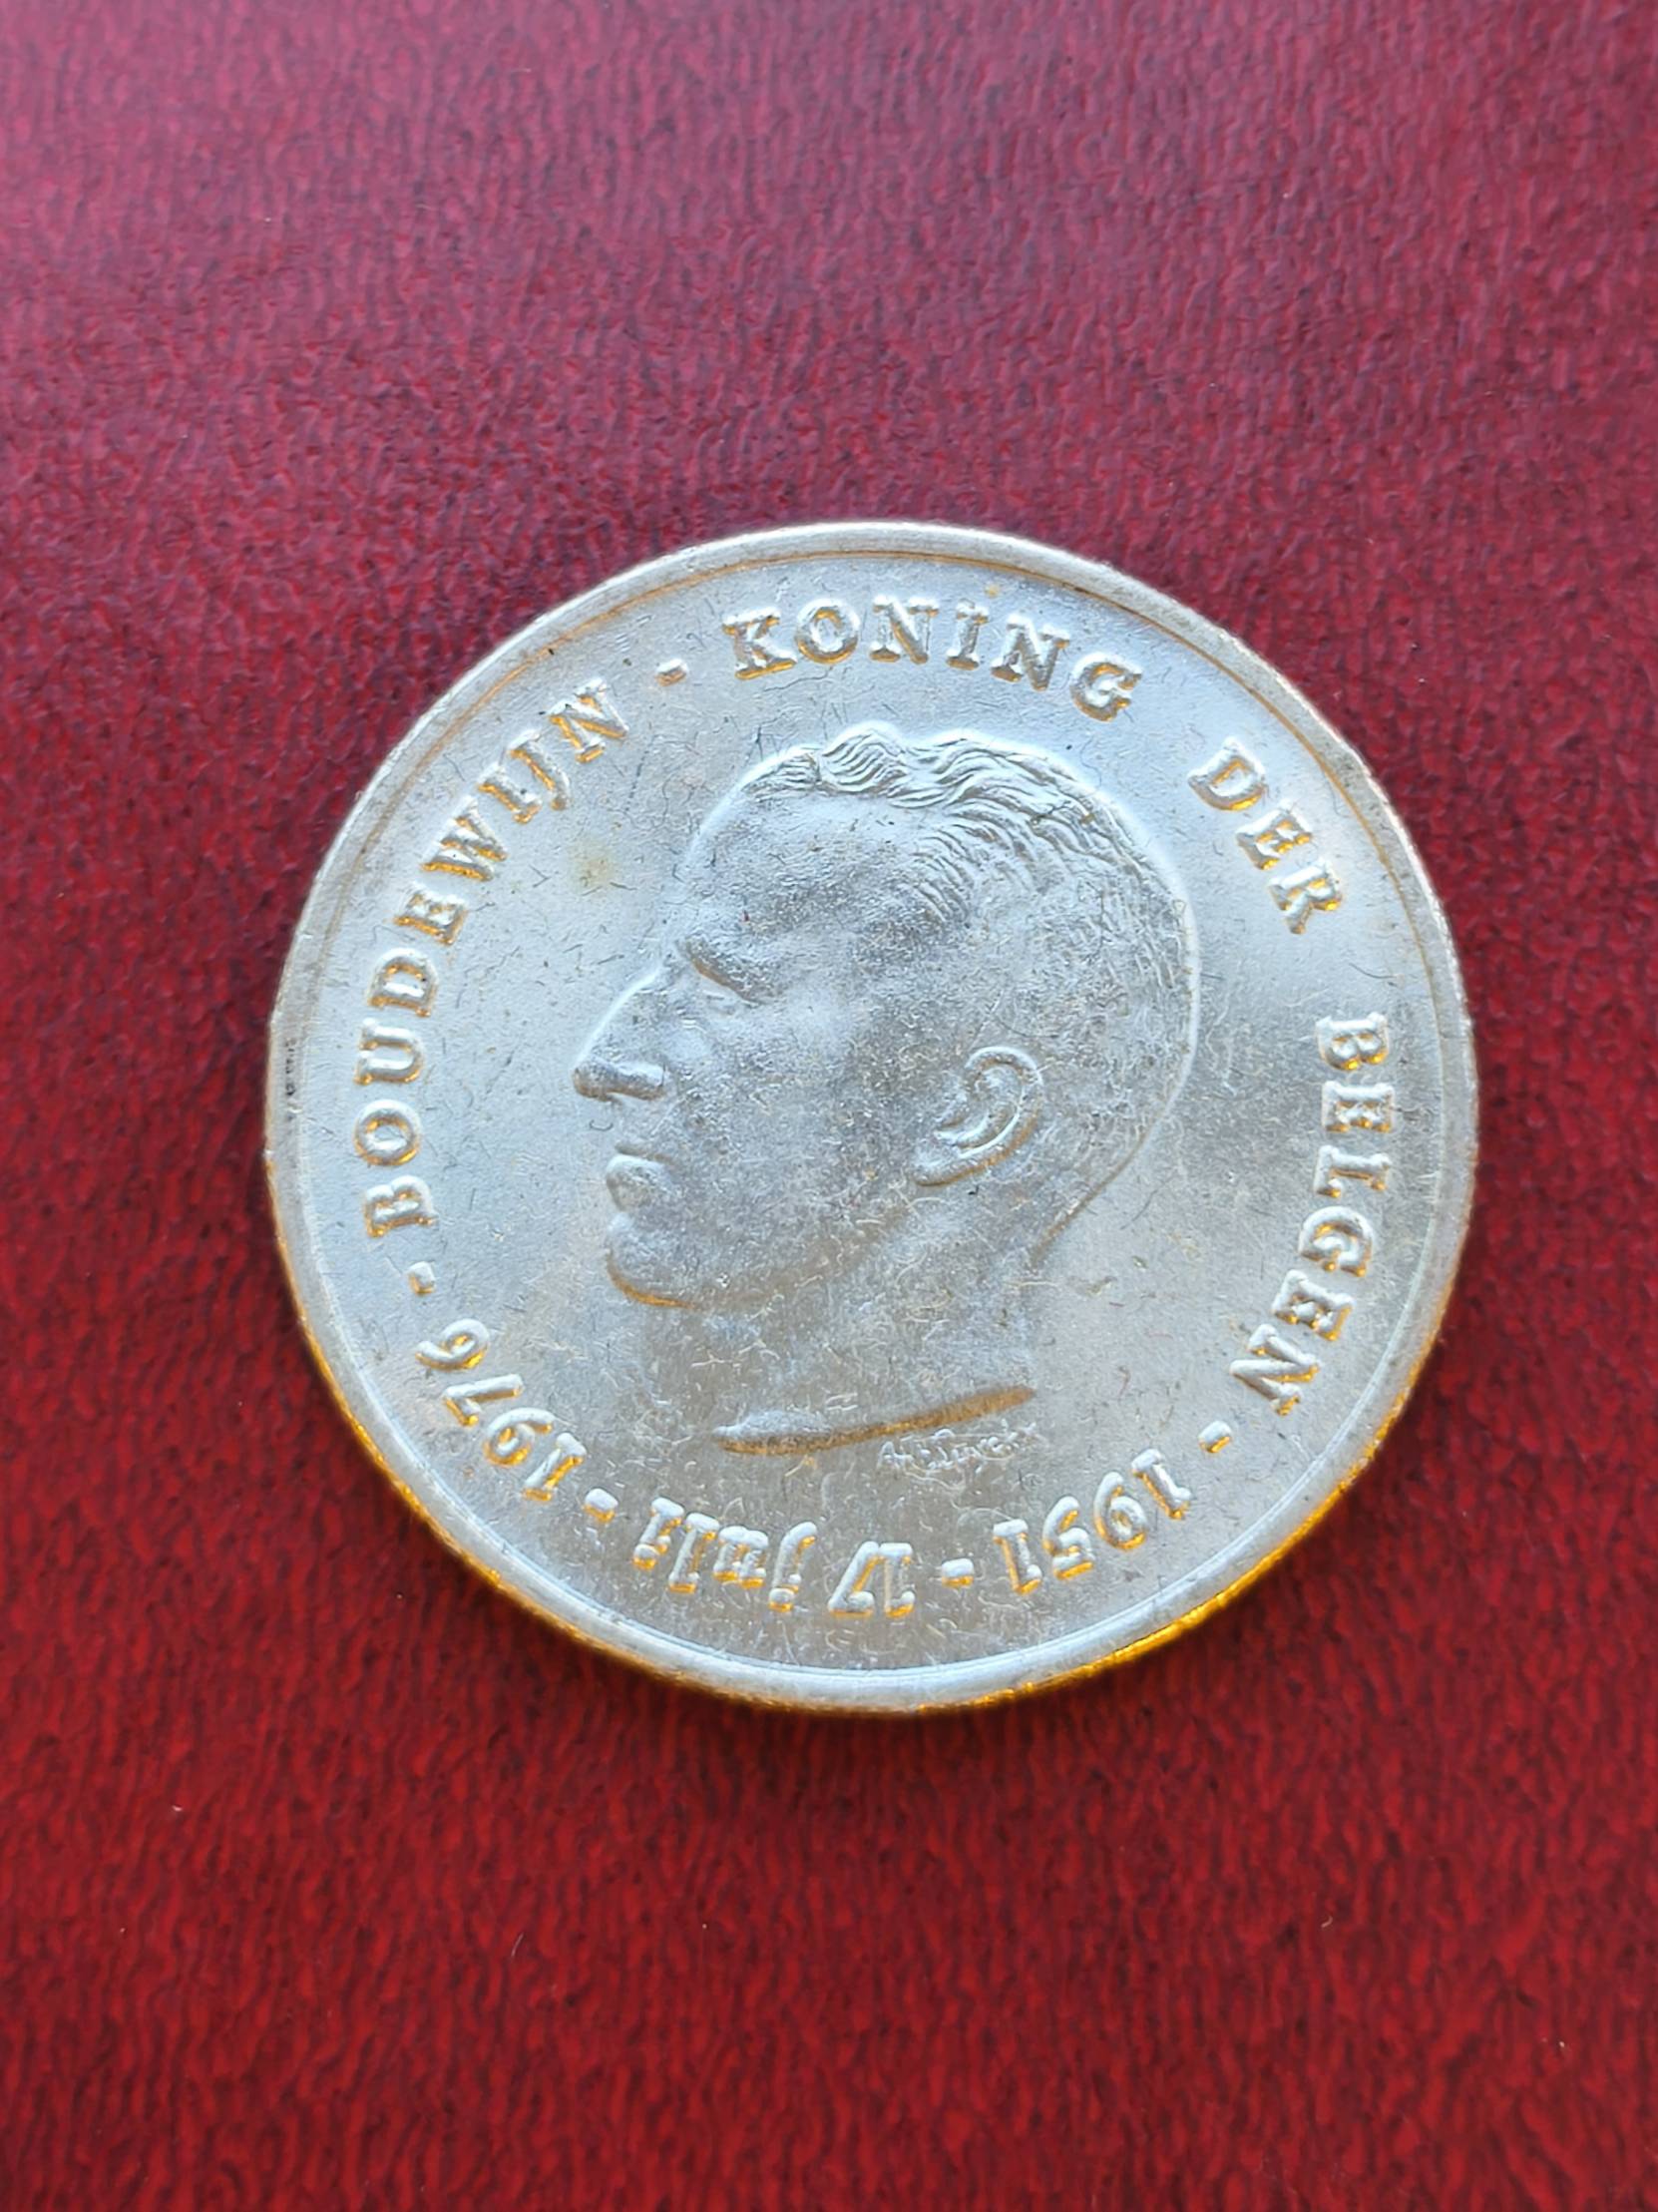 BOUDEWIJN - KONING DER BELGEN - 1951 - 17 juli - 1976 -